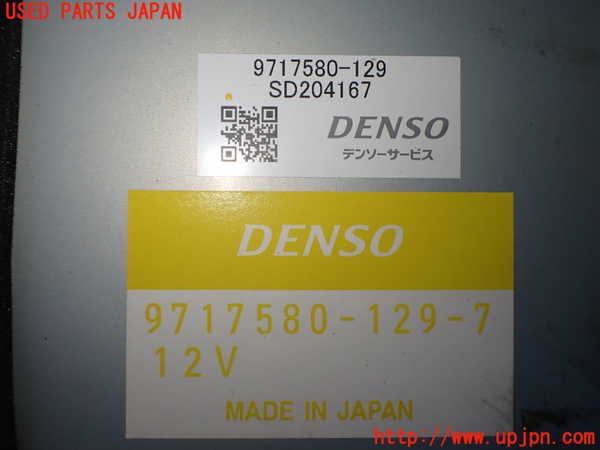 USED PARTS JAPAN
9717580-129
SD204167
DENSO
デンソーサービス
DENSO
9717580-129-7
12V
MADE IN JAPAN
http://www.upjpn.com/